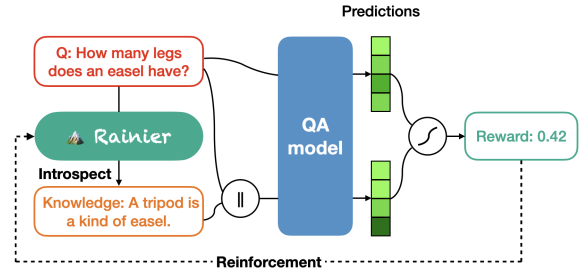 Predictions
Q: How many legs
does an easel have?
QA
model
Rainier
Reward: 0.42
Introspect
Knowledge: A tripod is
a kind of easel.
||
Reinforcement